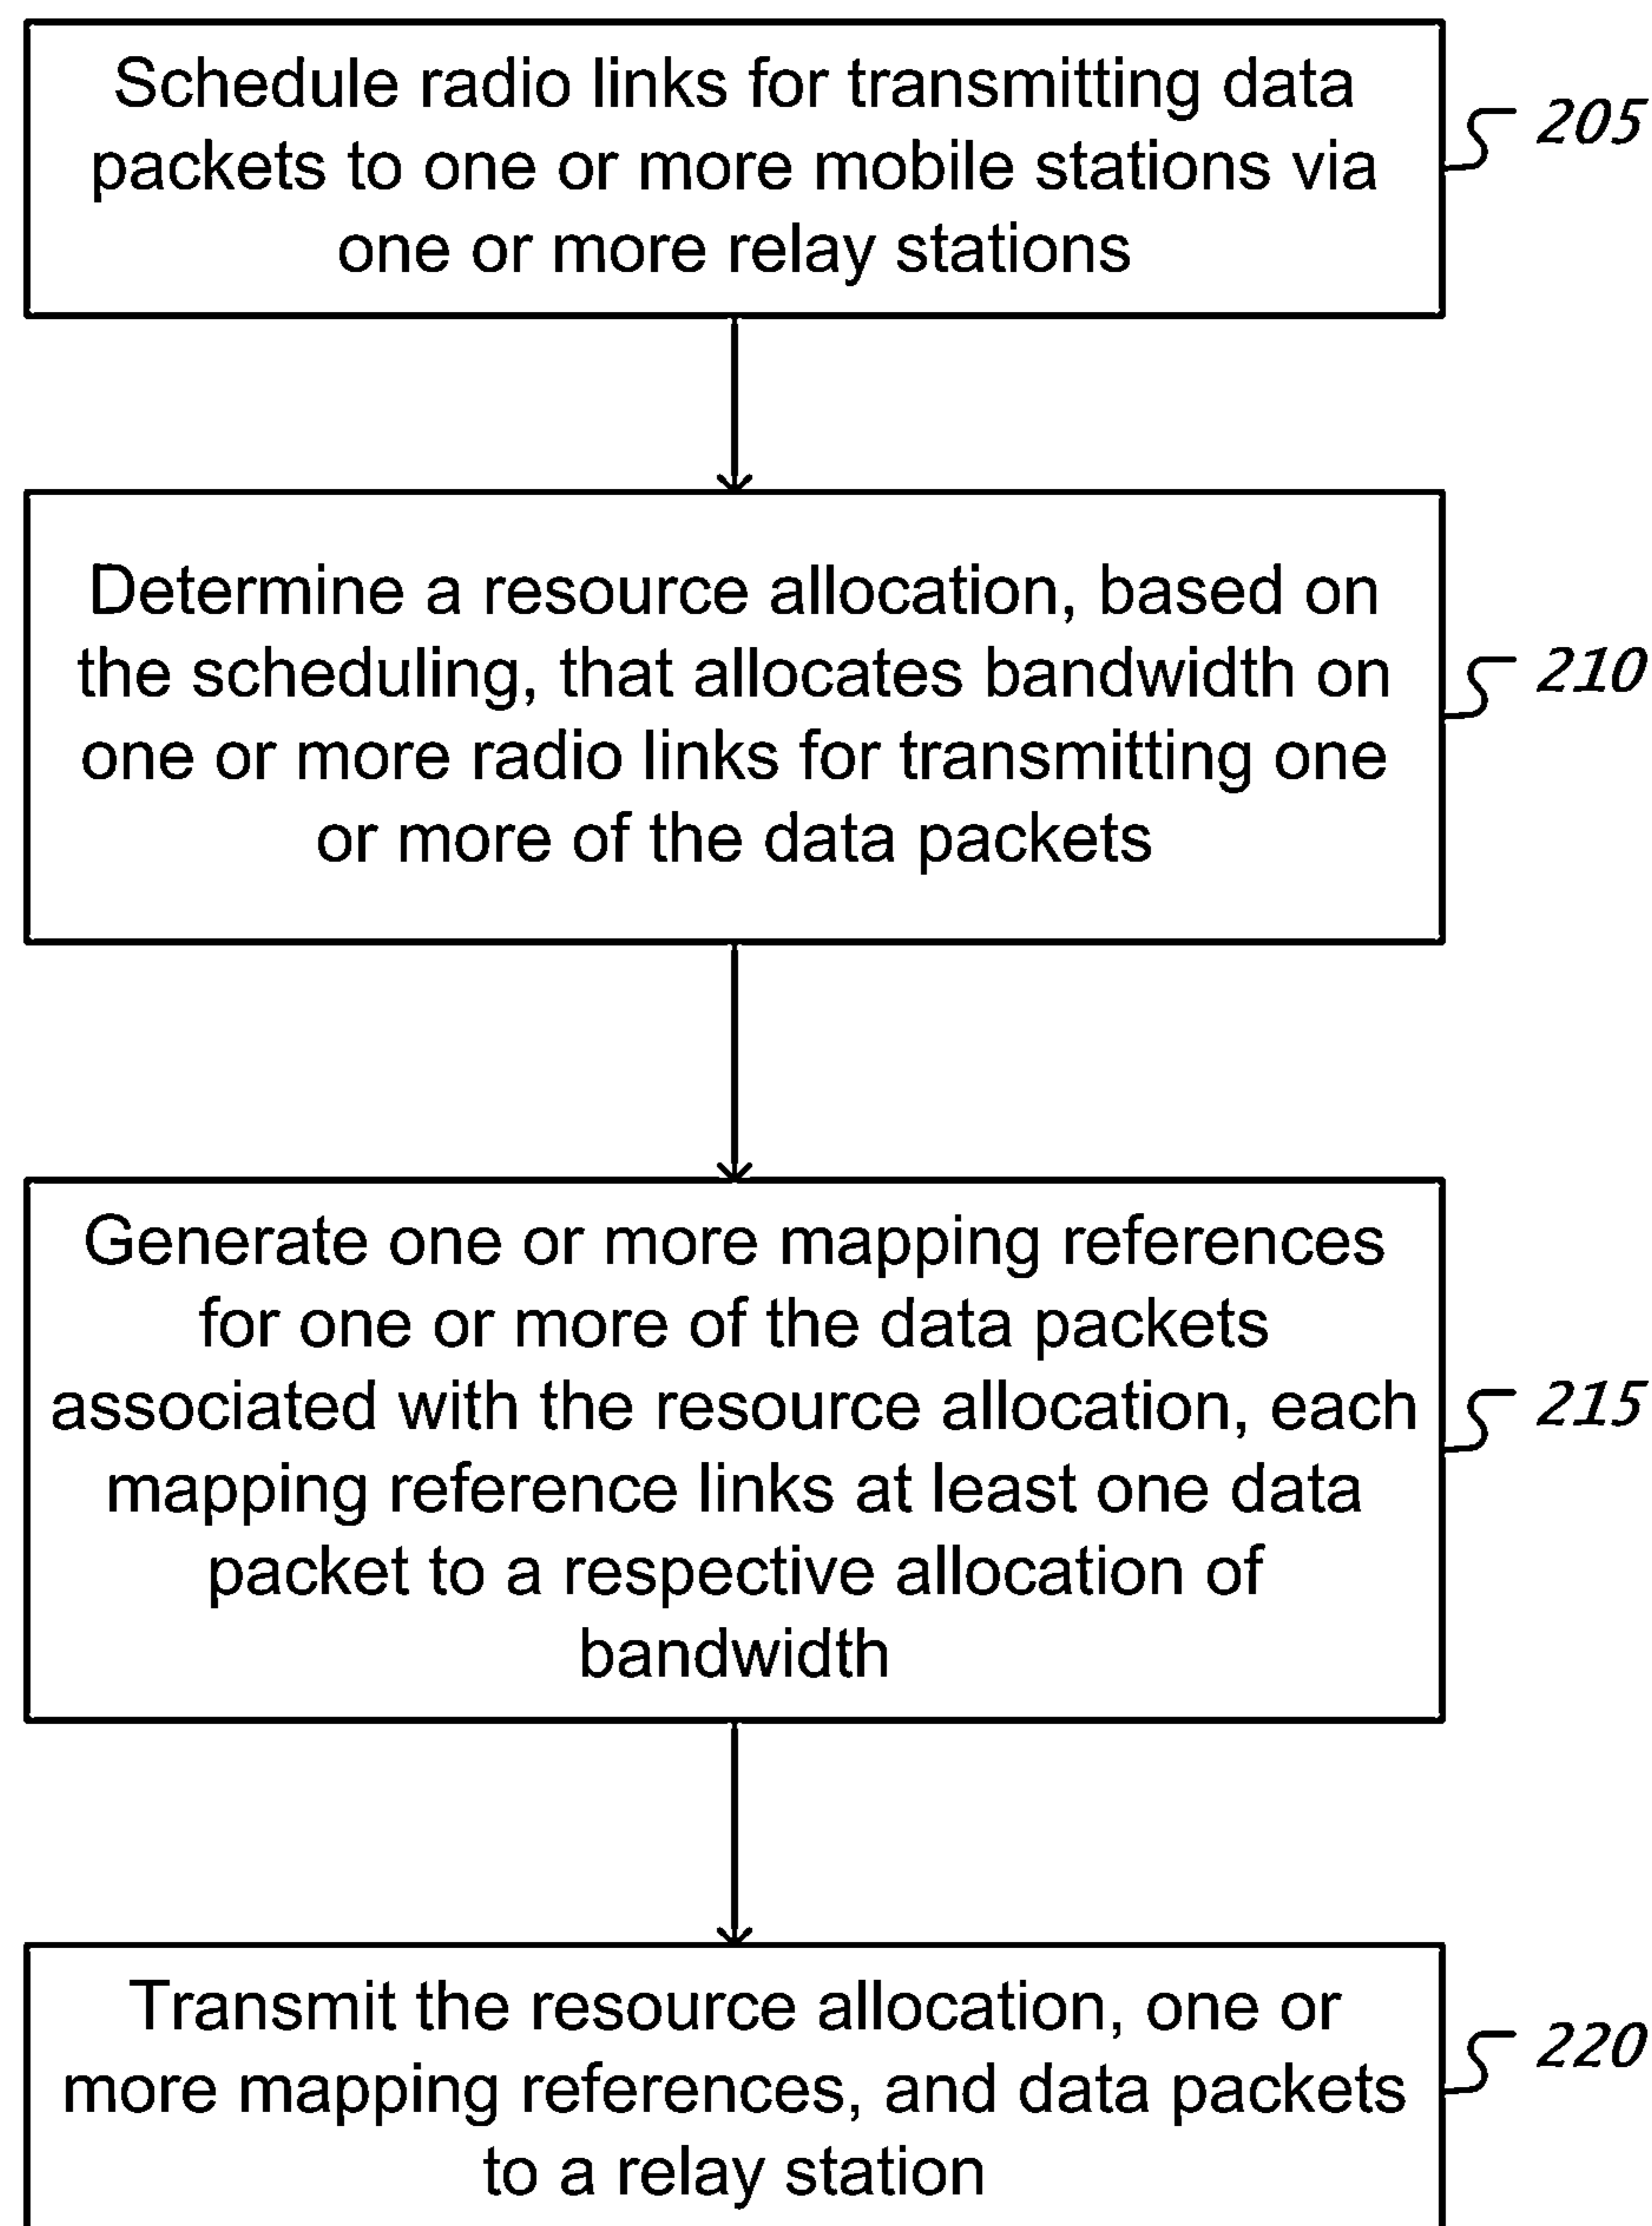 Schedule radio links for transmitting data
packets to one or more mobile stations via
one or more relay stations
205
Determine a resource allocation, based on
the scheduling, that allocates bandwidth on
one or more radio links for transmitting one
or more of the data packets
210
Generate one or more mapping references
for one or more of the data packets
associated with the resource allocation, each
mapping reference links at least one data
packet to a respective allocation of
bandwidth
215
Transmit the resource allocation, one or
more mapping references, and data packets
to a relay station
220